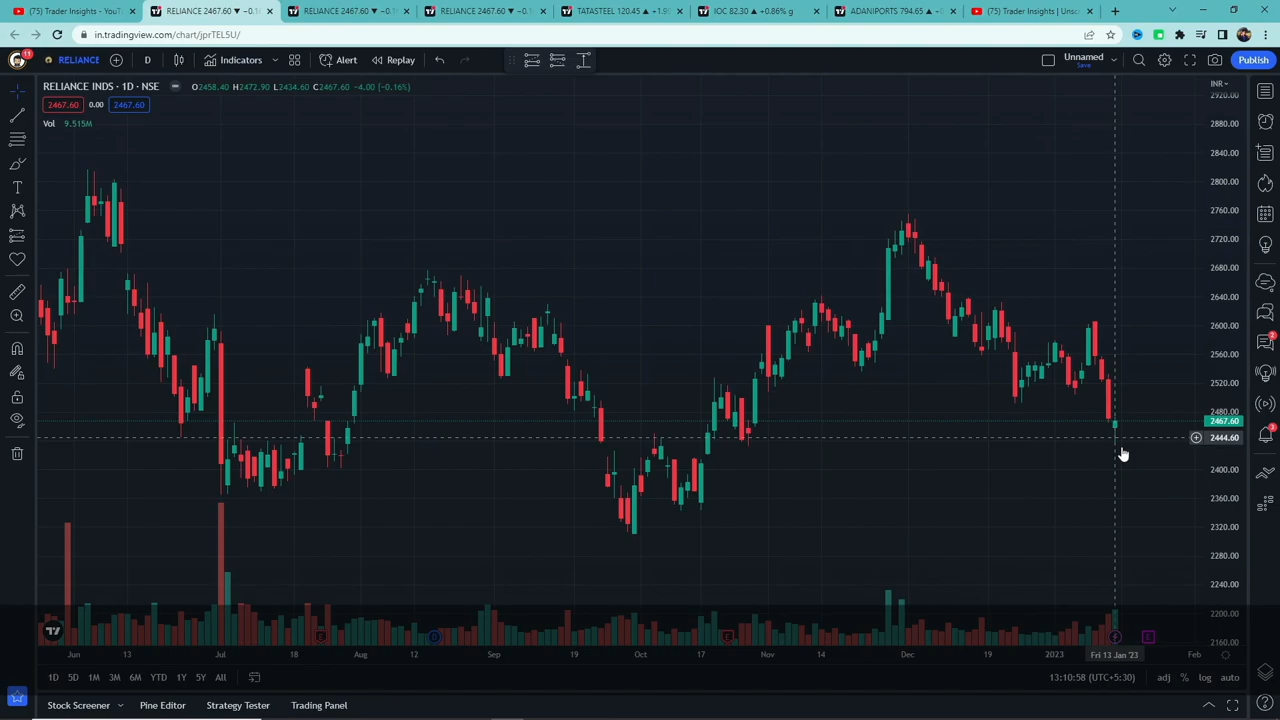 (75) Trader Insights - YouT
RELIANCE 2467.60 ▼ −0.1
RELIANCE 2467.60 ▼ −0.1
RELIANCE 2467.60 ▼ −0.1
TATASTEEL 120.45 ▲ +1.9
IOC 82.30 ▲ +0.86% g
ADANIPORTS 794.65 ▲ +0
(75) Trader Insights | Uns
in.tradingview.com/chart/jprTEL5U/
11
RELIANCE
D
Indicators
Alert
Replay
Unnamed
Save
Publish
RELIANCE INDS · 1D · NSE
O2458.40 H2472.90 L2434.60 C2467.60 −4.00 (−0.16%)
INR
2467.60
0.00
2467.60
Vol 9.515M
2920.00
2880.00
2840.00
2800.00
2760.00
2720.00
2680.00
2640.00
2600.00
2560.00
2520.00
2480.00
2467.60
2444.60
2400.00
2360.00
2320.00
2280.00
2240.00
2200.00
2160.00
Jun
13
Jul
18
Aug
12
Sep
19
Oct
17
Nov
14
Dec
19
2023
Fri 13 Jan '23
Feb
1D 5D 1M 3M 6M YTD 1Y 5Y All
13:10:58 (UTC+5:30)
adj % log auto
Stock Screener
Pine Editor
Strategy Tester
Trading Panel